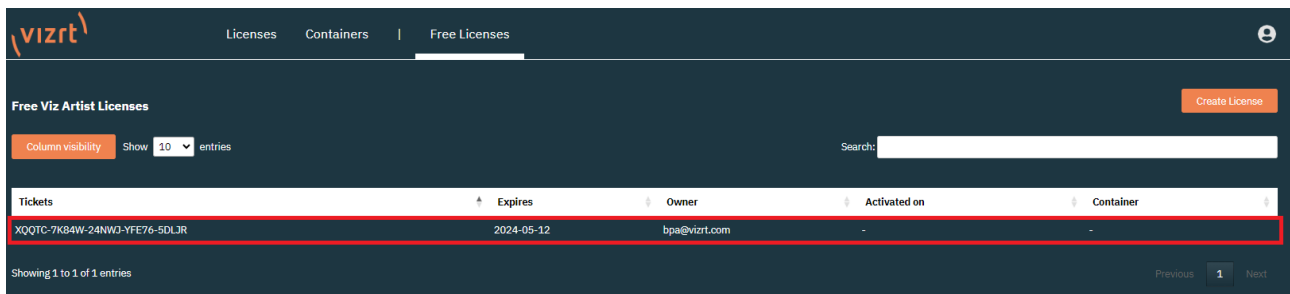 vizrt
Licenses Containers | Free Licenses
Free Viz Artist Licenses
Create License
Column visibility Show 10 entries Search:
Tickets Expires Owner Activated on Container
XQQTC-7K84W-24NWJ-YFE76-5DLJR 2024-05-12 bpa@vizrt.com - -
Showing 1 to 1 of 1 entries Previous 1 Next